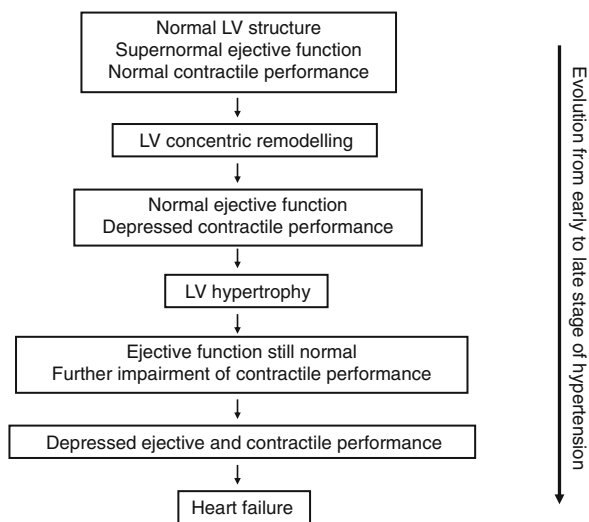 Normal LV structure
Supernormal ejective function
Normal contractile performance
LV concentric remodelling
Normal ejective function
Depressed contractile performance
LV hypertrophy
Ejective function still normal
Further impairment of contractile performance
Depressed ejective and contractile performance
Heart failure
Evolution from early to late stage of hypertension